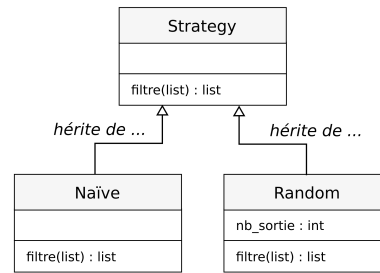 Strategy
filtre(list) : list
hérite de ...
hérite de ...
Naïve
filtre(list) : list
Random
nb_sortie : int
filtre(list) : list